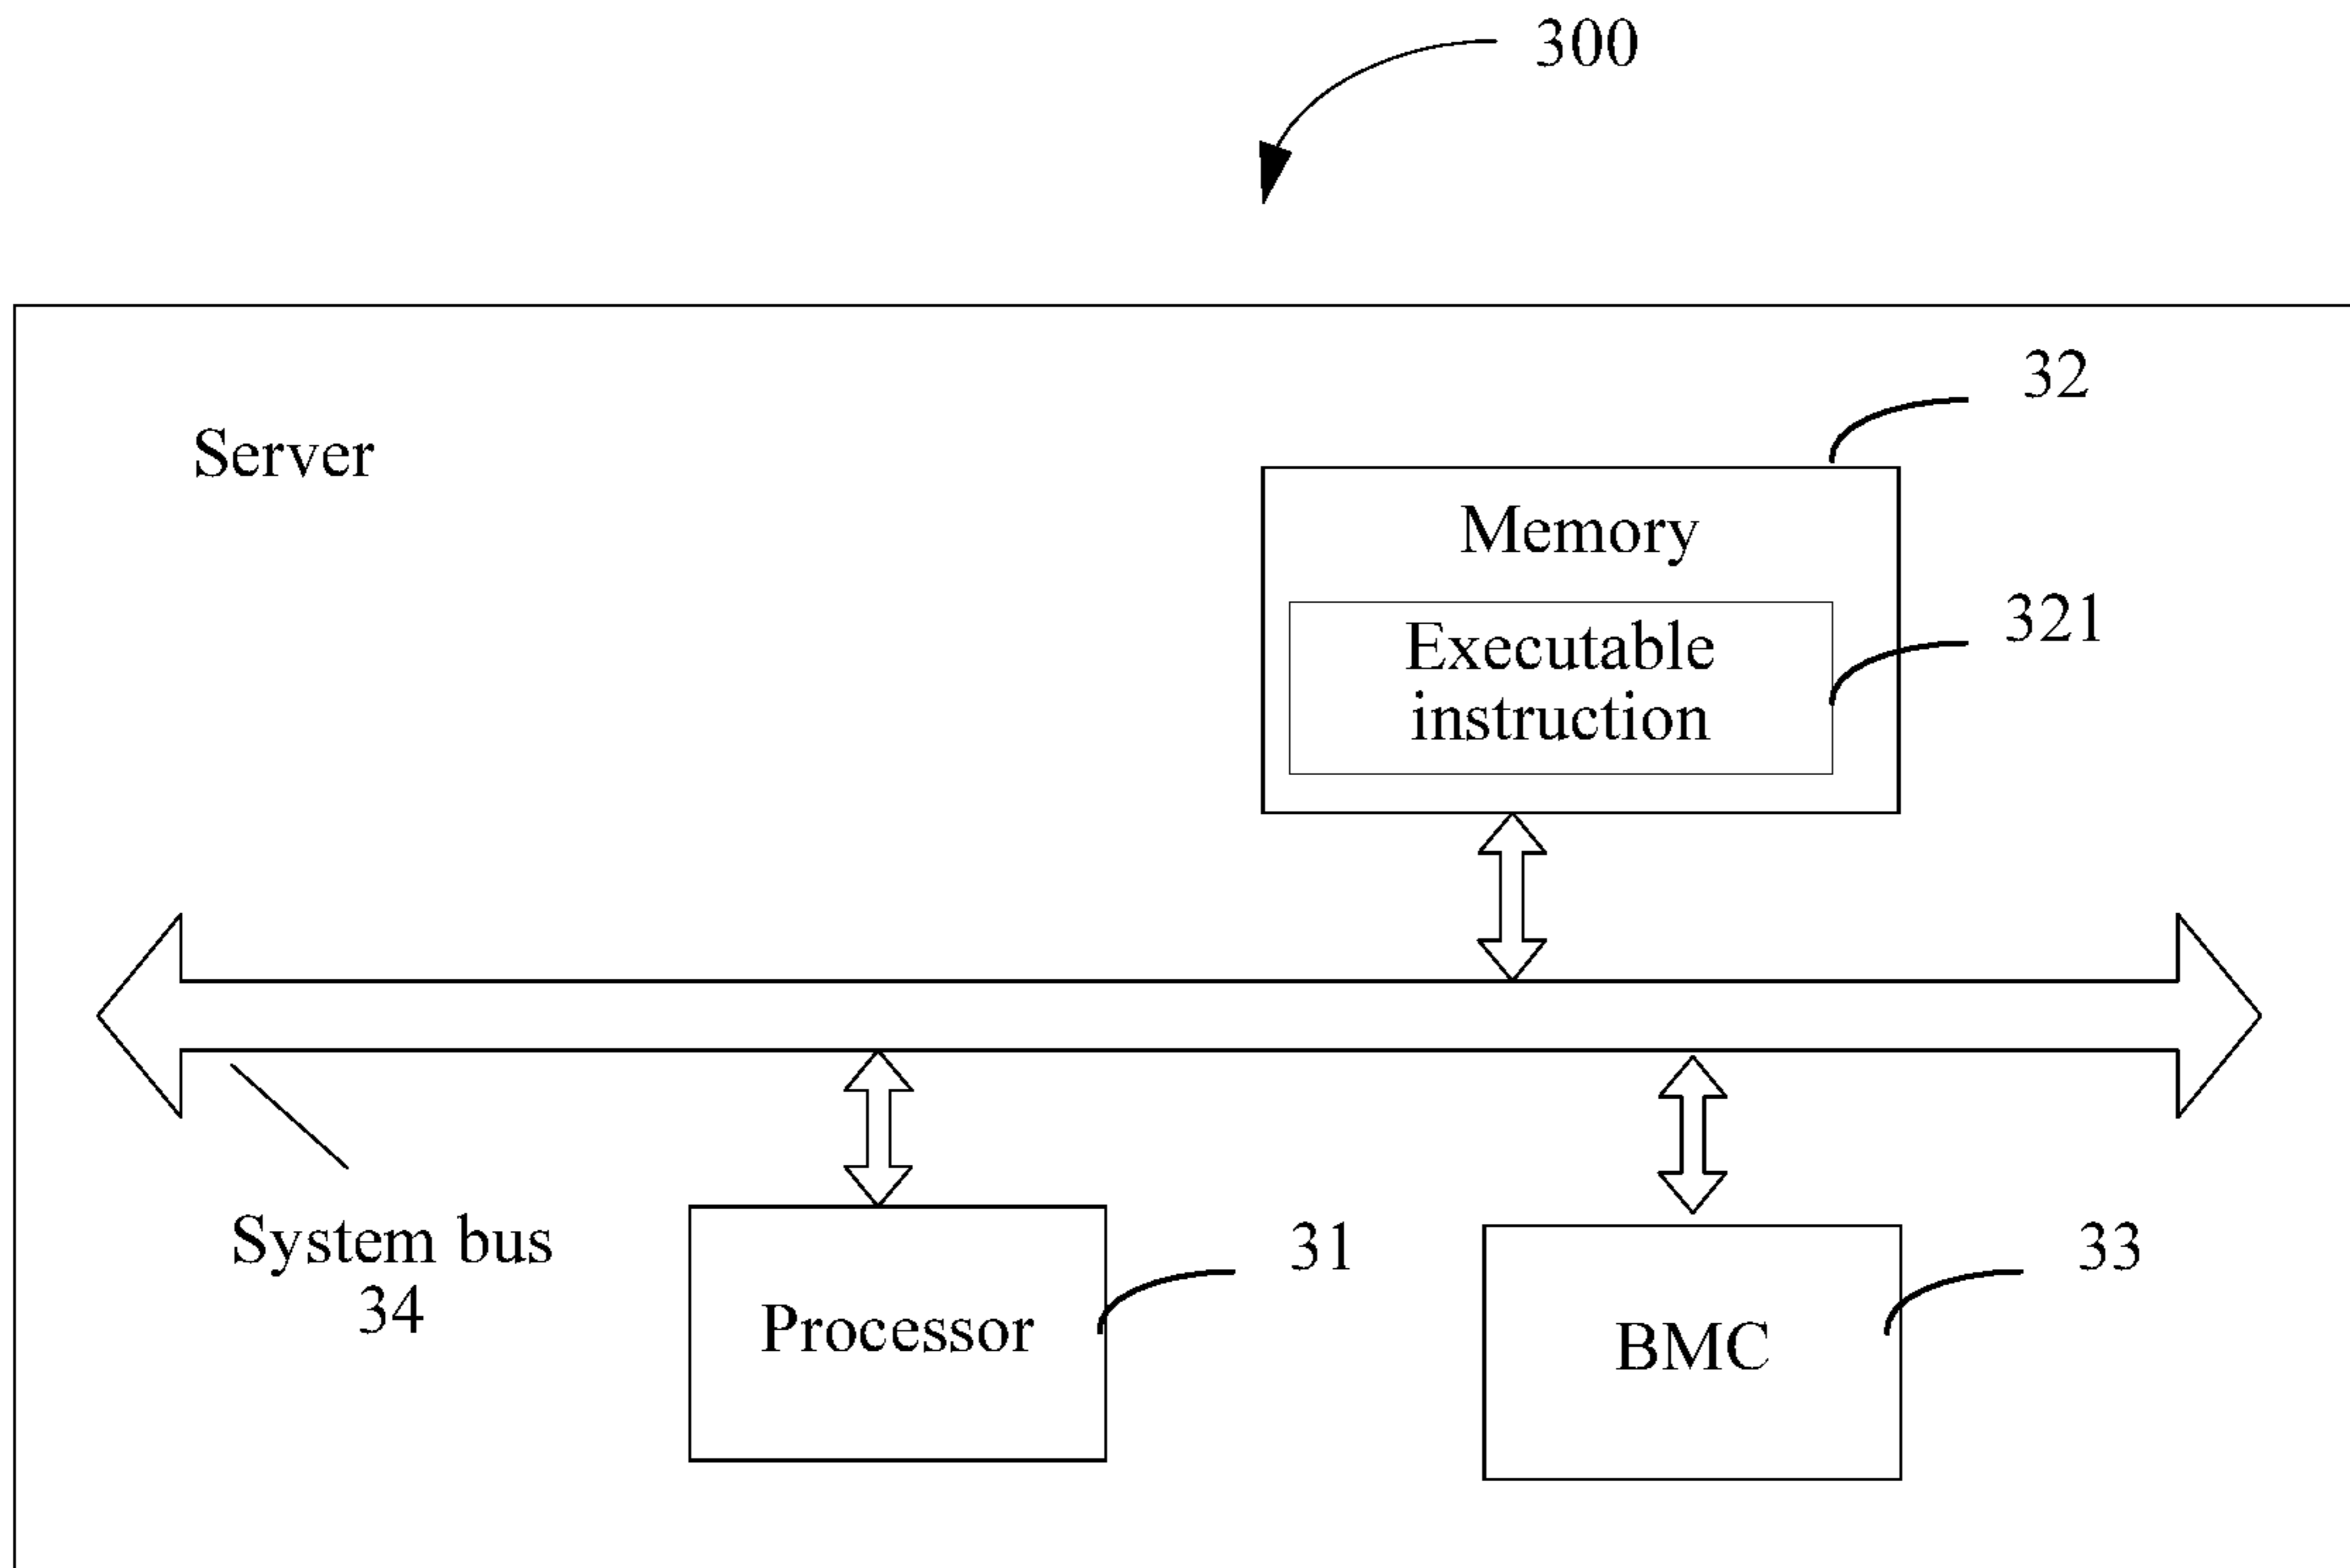 300
Server
32
Memory
321
Executable
instruction
System bus
34
Processor
31
BMC
33